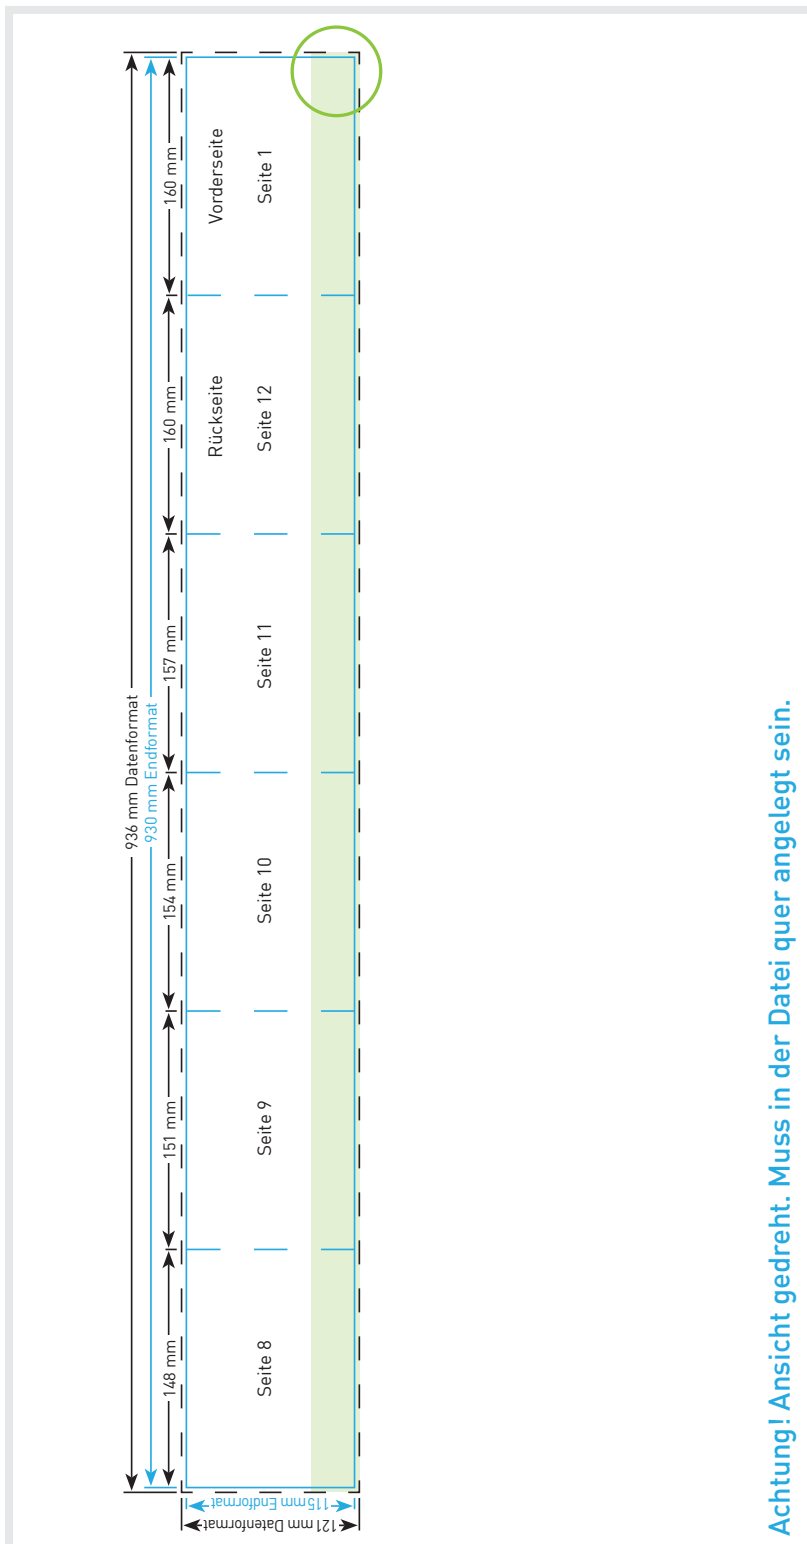 936 mm Datenformat
930 mm Endformat
148 mm
151 mm
154 mm
157 mm
160 mm
160 mm
Rückseite
Vorderseite
Seite 8
Seite 9
Seite 10
Seite 11
Seite 12
Seite 1
115 mm Endformat
121 mm Datenformat
Achtung! Ansicht gedreht. Muss in der Datei quer angelegt sein.